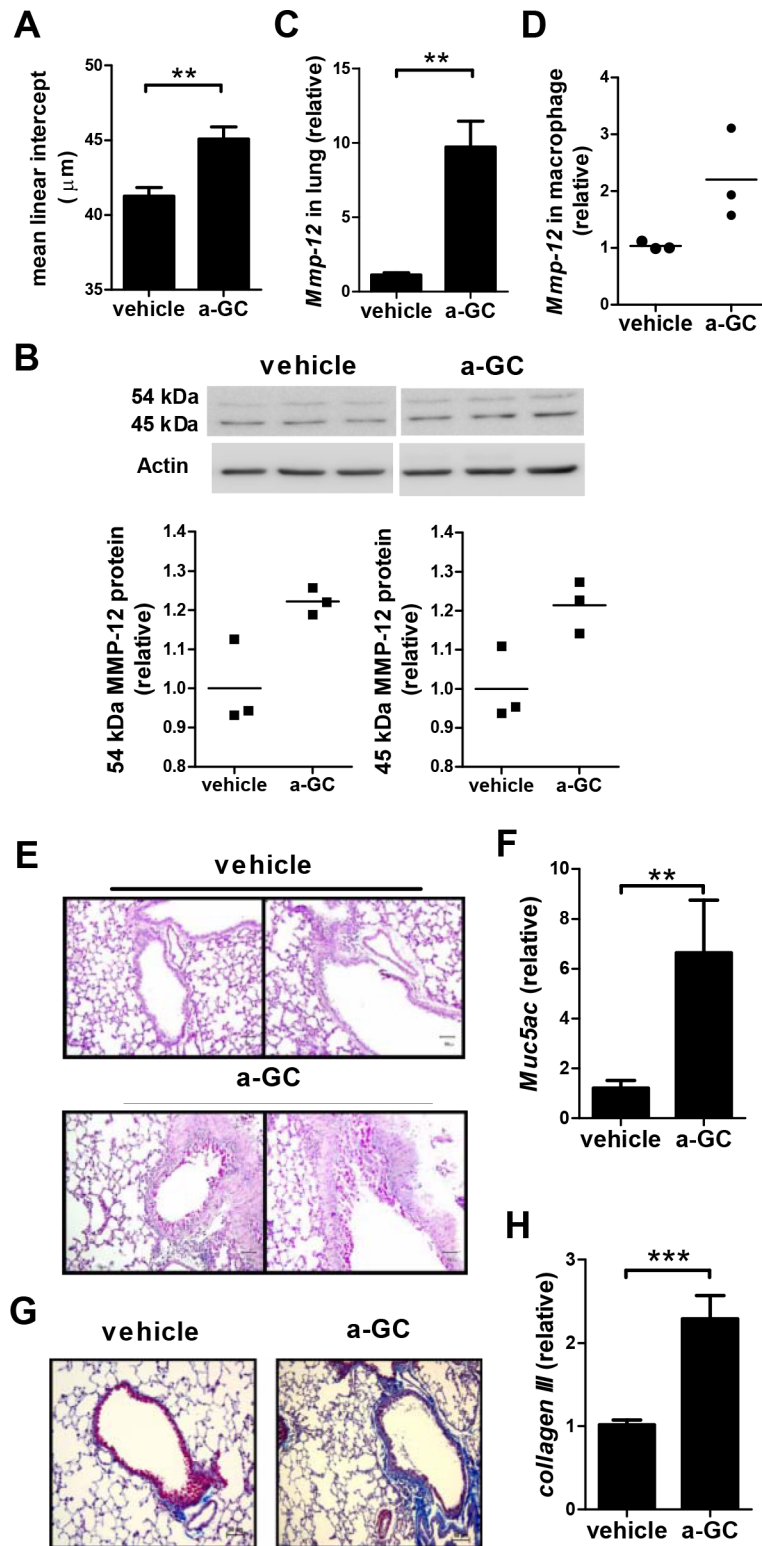 A
mean linear intercept
( μm)
50
45
40
35
**
vehicle
a-GC
C
Mmp-12 in lung (relative)
15
10
5
0
**
vehicle
a-GC
D
Mmp-12 in macrophage
(relative)
4
3
2
1
0
vehicle
a-GC
B
vehicle
a-GC
54 kDa
45 kDa
Actin
54 kDa MMP-12 protein
(relative)
1.4
1.3
1.2
1.1
1.0
0.9
0.8
vehicle
a-GC
45 kDa MMP-12 protein
(relative)
1.4
1.3
1.2
1.1
1.0
0.9
0.8
vehicle
a-GC
E
vehicle
a-GC
F
Muc5ac (relative)
10
8
6
4
2
0
**
vehicle
a-GC
G
vehicle
a-GC
H
collagen III (relative)
3
2
1
0
***
vehicle
a-GC